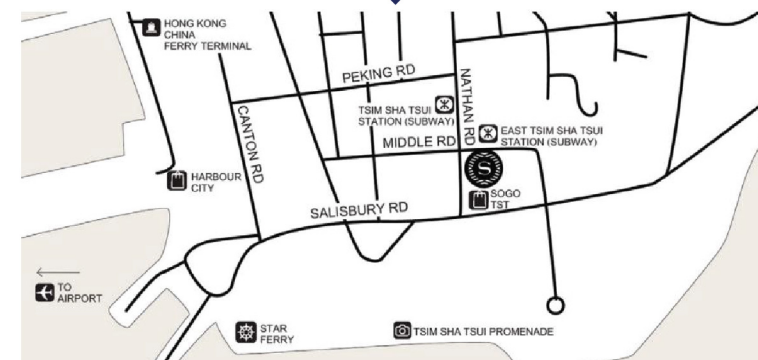 HONG KONG
CHINA
FERRY TERMINAL
PEKING RD
NATHAN RD
TSIM SHA TSUI
STATION (SUBWAY)
CANTON RD
EAST TSIM SHA TSUI
STATION (SUBWAY)
MIDDLE RD
S
HARBOUR
CITY
SOGO
TST
SALISBURY RD
TO
AIRPORT
STAR
FERRY
TSIM SHA TSUI PROMENADE